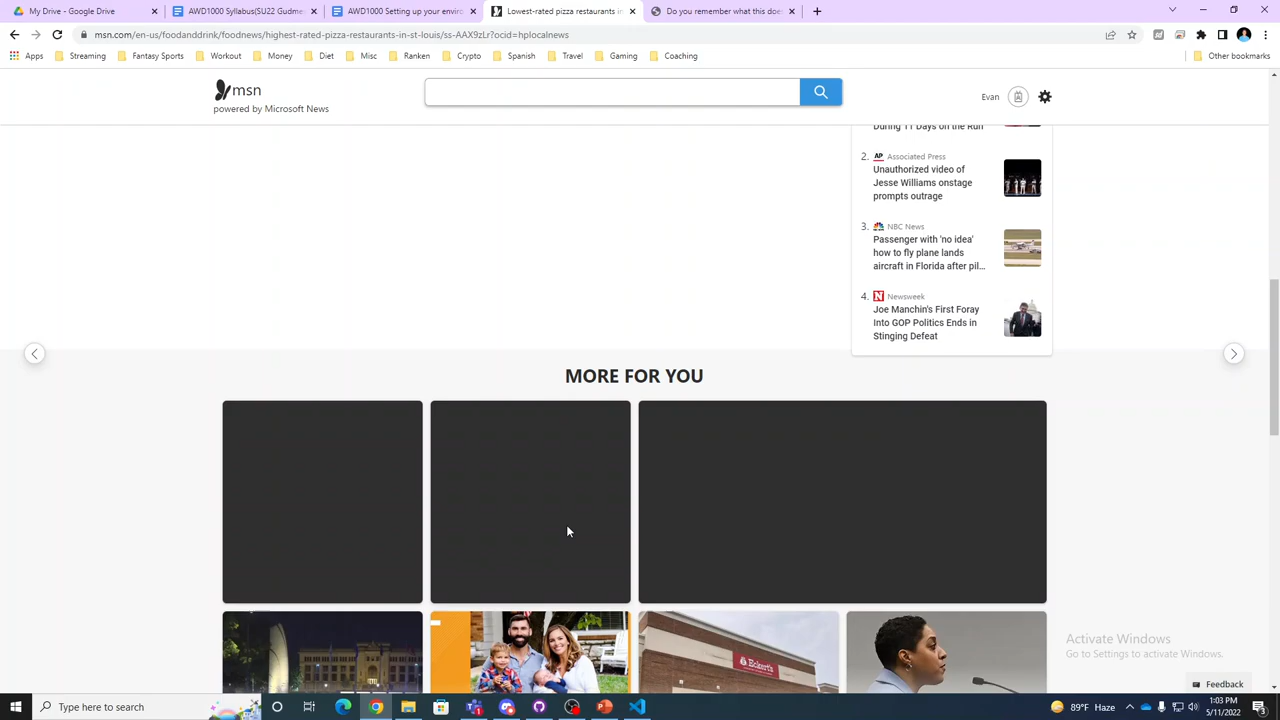 My Drive - Google Drive
AWD1000 SyllabusSU22 Gudme
AWD1000 Setting up your enviro
Lowest-rated pizza restaurants i
Do you remember what this does
msn.com/en-us/foodanddrink/foodnews/highest-rated-pizza-restaurants-in-st-louis/ss-AAX9zLr?ocid=hplocalnews
Apps
Streaming
Fantasy Sports
Workout
Money
Diet
Misc
Ranken
Crypto
Spanish
Travel
Gaming
Coaching
Other bookmarks
msn
powered by Microsoft News
Evan
During 11 Days on the Run
2. AP Associated Press
Unauthorized video of
Jesse Williams onstage
prompts outrage
3. NBC News
Passenger with 'no idea'
how to fly plane lands
aircraft in Florida after pil...
4. N Newsweek
Joe Manchin's First Foray
Into GOP Politics Ends in
Stinging Defeat
MORE FOR YOU
Eckert's
Activate Windows
Go to Settings to activate Windows.
Feedback
Type here to search
89°F Haze
1:03 PM
5/11/2022